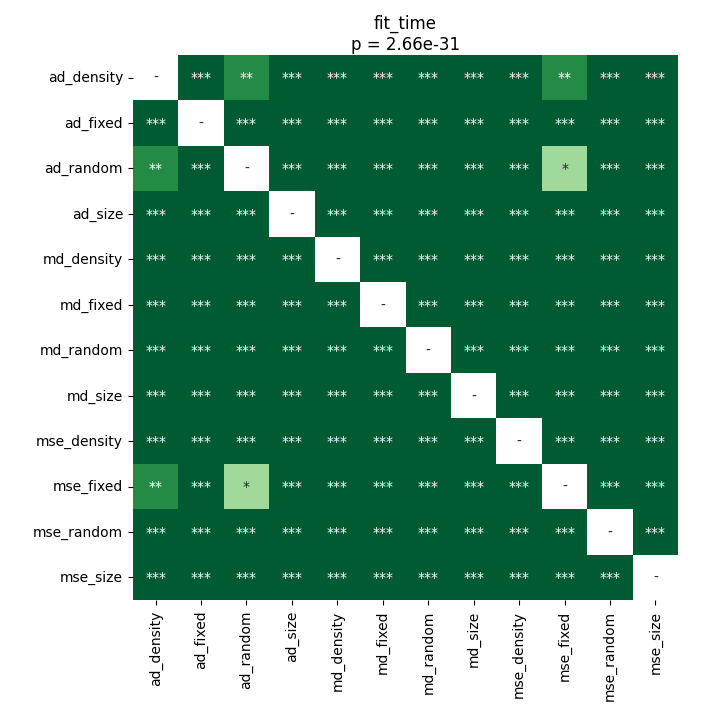 fit_time
p = 2.66e-31
ad_density - *** ** *** *** *** *** *** *** ** *** ***
ad_fixed *** - *** *** *** *** *** *** *** *** *** ***
ad_random ** *** - *** *** *** *** *** *** * *** ***
ad_size *** *** *** - *** *** *** *** *** *** *** ***
md_density *** *** *** *** - *** *** *** *** *** *** ***
md_fixed *** *** *** *** *** - *** *** *** *** *** ***
md_random *** *** *** *** *** *** - *** *** *** *** ***
md_size *** *** *** *** *** *** *** - *** *** *** ***
mse_density *** *** *** *** *** *** *** *** - *** *** ***
mse_fixed ** *** * *** *** *** *** *** *** - *** ***
mse_random *** *** *** *** *** *** *** *** *** *** - ***
mse_size *** *** *** *** *** *** *** *** *** *** *** -
ad_density
ad_fixed
ad_random
ad_size
md_density
md_fixed
md_random
md_size
mse_density
mse_fixed
mse_random
mse_size